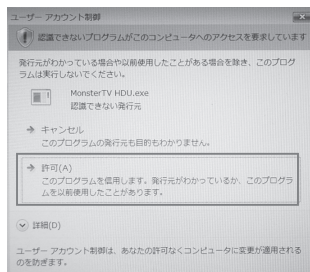 ユーザー アカウント制御
認識できないプログラムがこのコンピュータへのアクセスを要求しています
発行元がわかっている場合や以前使用したことがある場合を除き、このプログ
ラムは実行しないでください。
MonsterTV HDU.exe
認識できない発行元
キャンセル
このプログラムの発行元も目的もわかりません。
許可(A)
このプログラムを信用します。発行元がわかっているか、このプログラ
ムを以前使用したことがあります。
詳細(D)
ユーザー アカウント制御は、あなたの許可なくコンピュータに変更が適用される
のを防ぎます。